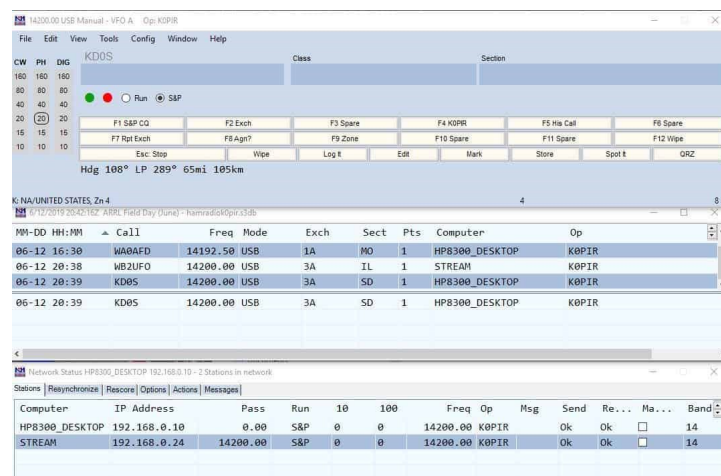 14200.00 USB Manual - VFO A Op: K0PIR
File Edit View Tools Config Window Help
CW PH DIG
KD0S Class Section
160 160 160
80 80 80
40 40 40
20 20 20
15 15 15
10 10 10
Run S&P
F1 S&P CQ F2 Exch F3 Spare F4 K0PIR F5 His Call F6 Spare
F7 Rpt Exch F8 Agn? F9 Zone F10 Spare F11 Spare F12 Wipe
Esc: Stop Wipe Log It Edit Mark Store Spot It QRZ
Hdg 108° LP 289° 65mi 105km
K: NA/UNITED STATES, Zn 4 4 8
6/12/2019 20:42:16Z ARRL Field Day (June) - hamradiok0pir.s3db
MM-DD HH:MM Call Freq Mode Exch Sect Pts Computer Op
06-12 16:30 WA0AFD 14192.50 USB 1A MO 1 HP8300_DESKTOP K0PIR
06-12 20:38 WB2UFO 14200.00 USB 3A IL 1 STREAM K0PIR
06-12 20:39 KD0S 14200.00 USB 3A SD 1 HP8300_DESKTOP K0PIR
06-12 20:39 KD0S 14200.00 USB 3A SD 1 HP8300_DESKTOP K0PIR
Network Status HP8300_DESKTOP 192.168.0.10 - 2 Stations in network
Stations Resynchronize Rescore Options Actions Messages
Computer IP Address Pass Run 10 100 Freq Op Msg Send Re... Ma... Band
HP8300_DESKTOP 192.168.0.10 0.00 S&P 0 0 14200.00 K0PIR Ok Ok 14
STREAM 192.168.0.24 14200.00 S&P 0 0 14200.00 K0PIR Ok Ok 14